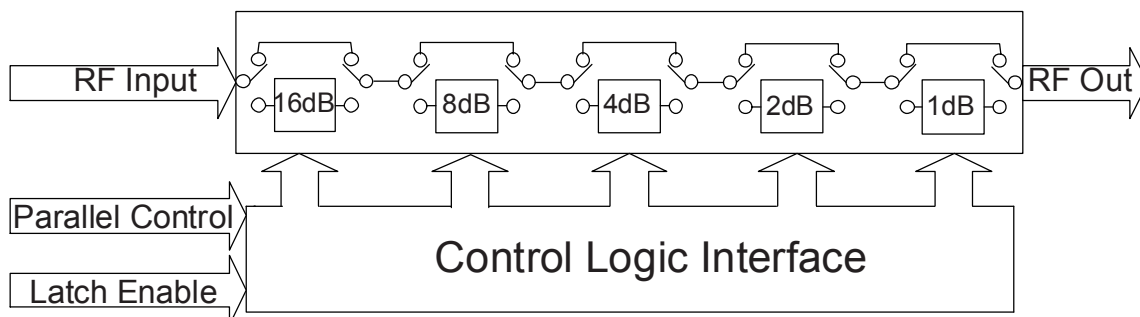 RF Input
16dB
8dB
4dB
2dB
1dB
RF Out
Parallel Control
Control Logic Interface
Latch Enable